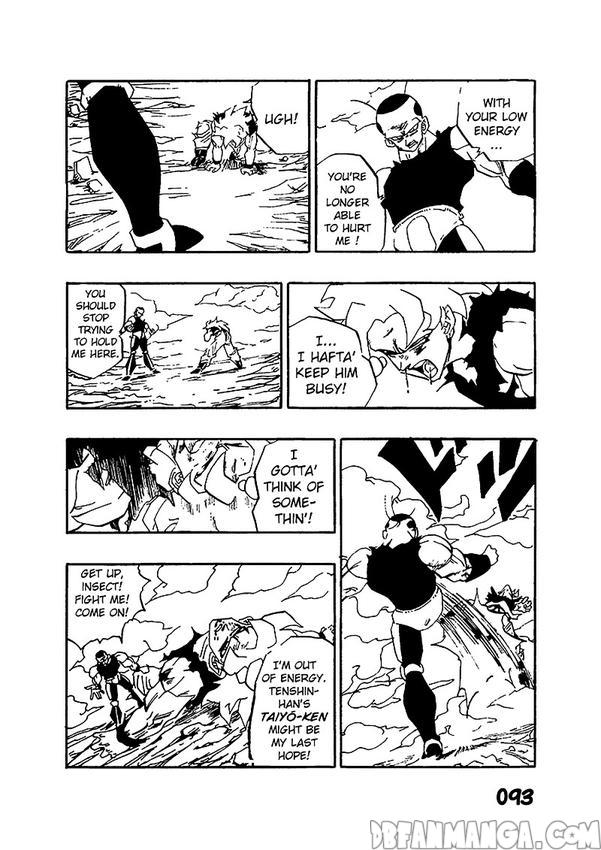 WITH
YOUR LOW
ENERGY
...
YOU'RE
NO
LONGER
ABLE
TO HURT
ME !
UGH!
I...
I HAFTA'
KEEP HIM
BUSY!
YOU
SHOULD
STOP
TRYING
TO HOLD
ME HERE.
I
GOTTA'
THINK OF
SOME-
THIN'!
GET UP,
INSECT!
FIGHT ME!
COME ON!
I'M OUT OF
ENERGY.
TENSHIN-
HAN'S
TAIYŌ-KEN
MIGHT BE
MY LAST
HOPE!
093
DBFANMANGA.COM